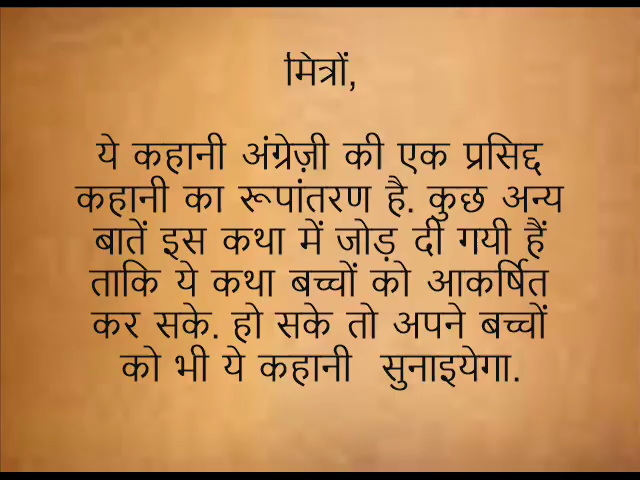 मित्रों,
ये कहानी अंग्रेज़ी की एक प्रसिद्द
कहानी का रूपांतरण है. कुछ अन्य
बातें इस कथा में जोड़ दी गयी हैं
ताकि ये कथा बच्चों को आकर्षित
कर सके. हो सके तो अपने बच्चों
को भी ये कहानी सुनाइयेगा.